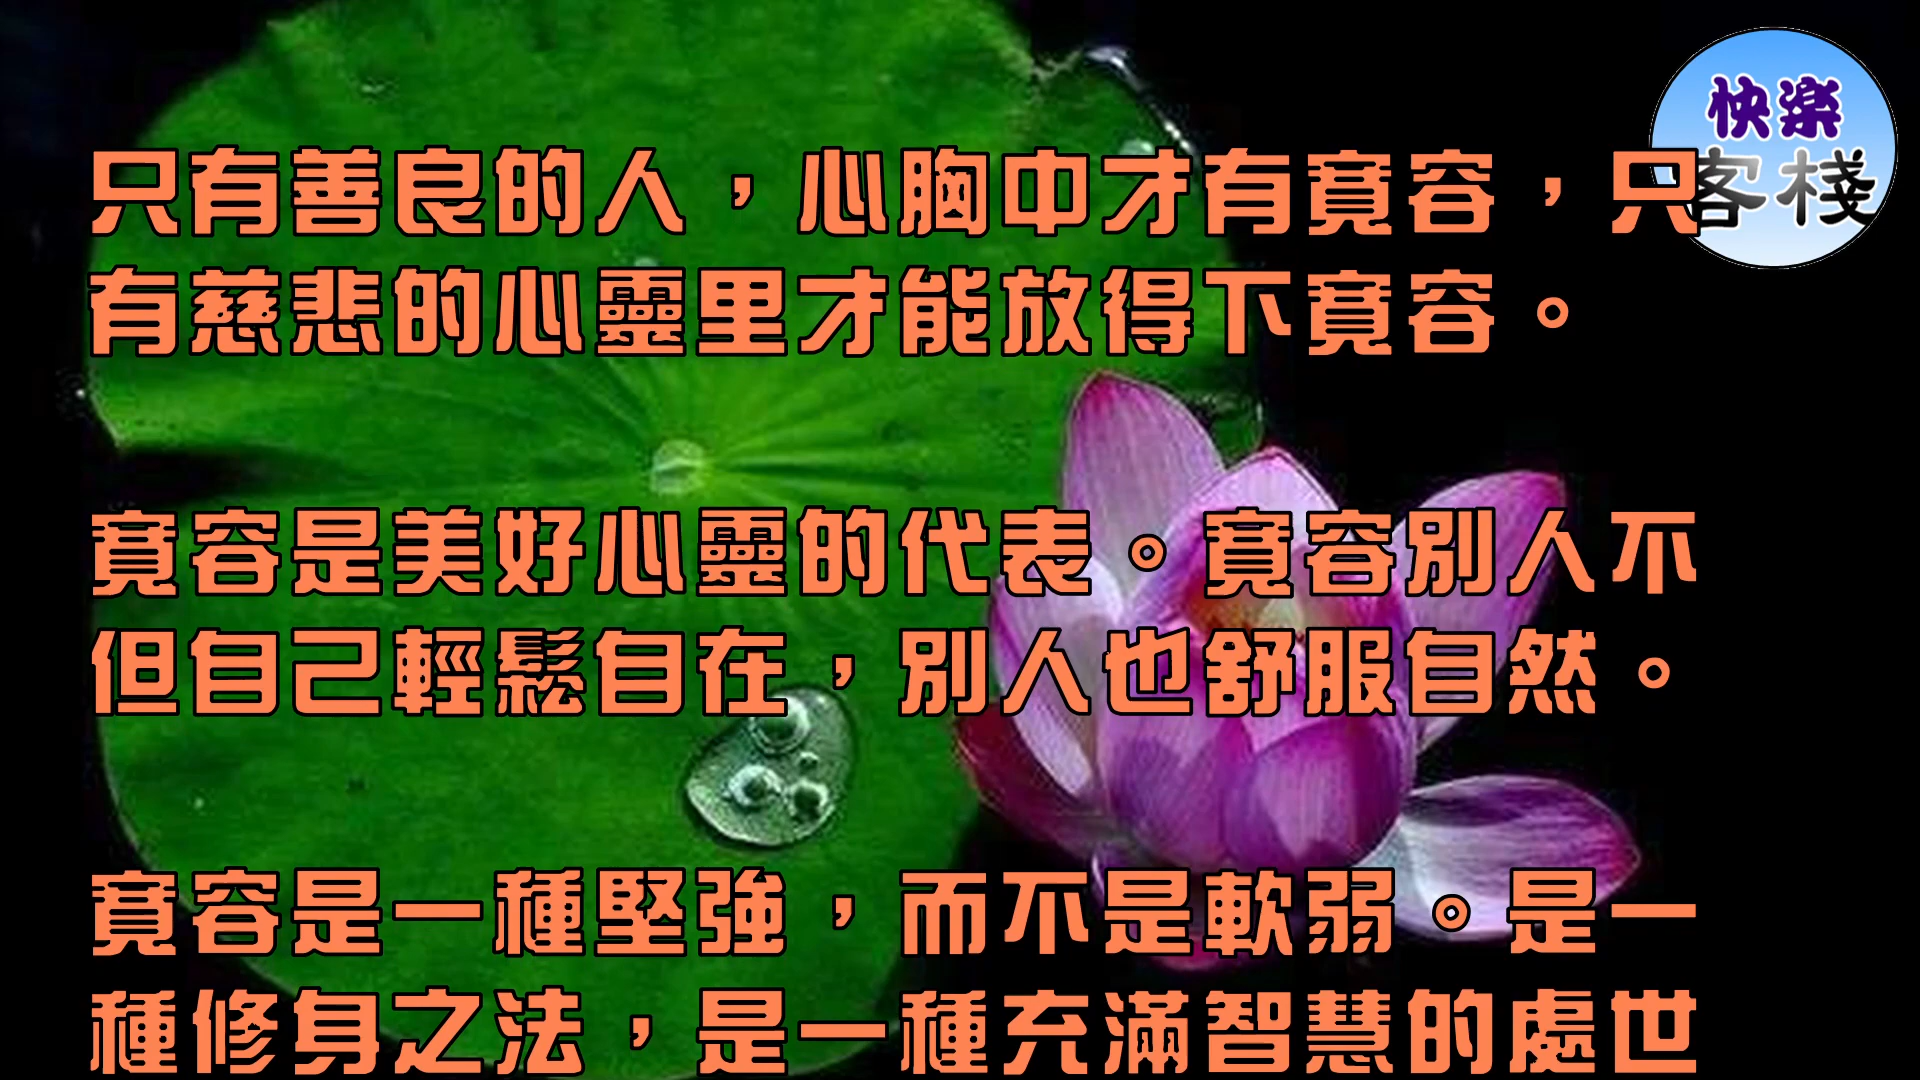 快樂
客棧
只有善良的人，心胸中才有寬容，只
有慈悲的心靈里才能放得下寬容。
寬容是美好心靈的代表。寬容別人不
但自己輕鬆自在，別人也舒服自然。
寬容是一種堅強，而不是軟弱。是一
種修身之法，是一種充滿智慧的處世